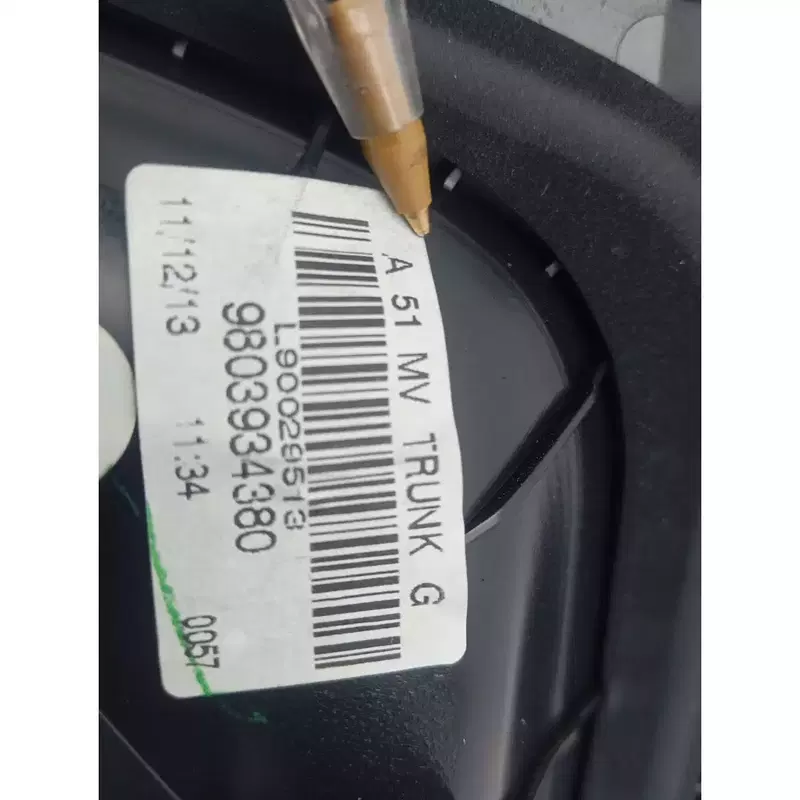 A 51 MV TRUNK G
L90028513
9803934380
11/12/13 11:34 0057